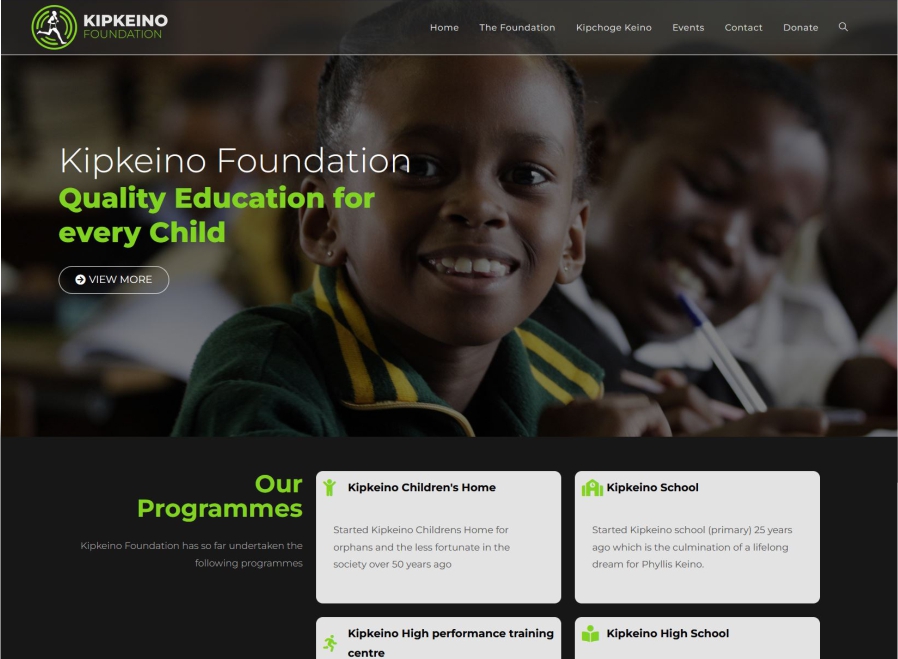 KIPKEINO
FOUNDATION
Home The Foundation Kipchoge Keino Events Contact Donate
Kipkeino Foundation
Quality Education for
every Child
VIEW MORE
Our
Programmes
Kipkeino Foundation has so far undertaken the
following programmes
Kipkeino Children's Home
Started Kipkeino Childrens Home for
orphans and the less fortunate in the
society over 50 years ago
Kipkeino School
Started Kipkeino school (primary) 25 years
ago which is the culmination of a lifelong
dream for Phyllis Keino.
Kipkeino High performance training
centre
Kipkeino High School